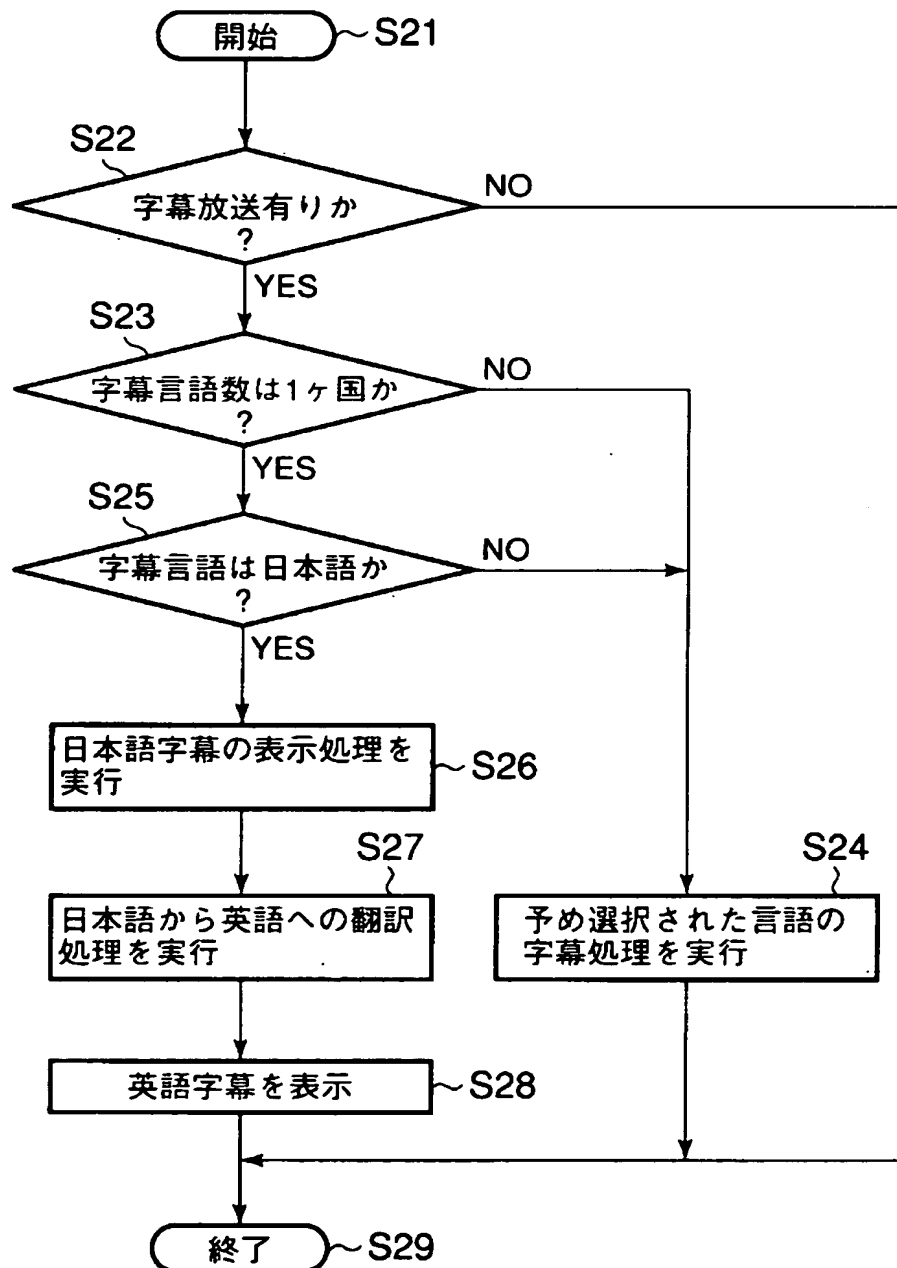 開始
S21
S22
字幕放送有りか
?
NO
YES
S23
字幕言語数は1ヶ国か
?
NO
YES
S25
字幕言語は日本語か
?
NO
YES
日本語字幕の表示処理を
実行
S26
S27
日本語から英語への翻訳
処理を実行
S24
予め選択された言語の
字幕処理を実行
英語字幕を表示
S28
終了
S29